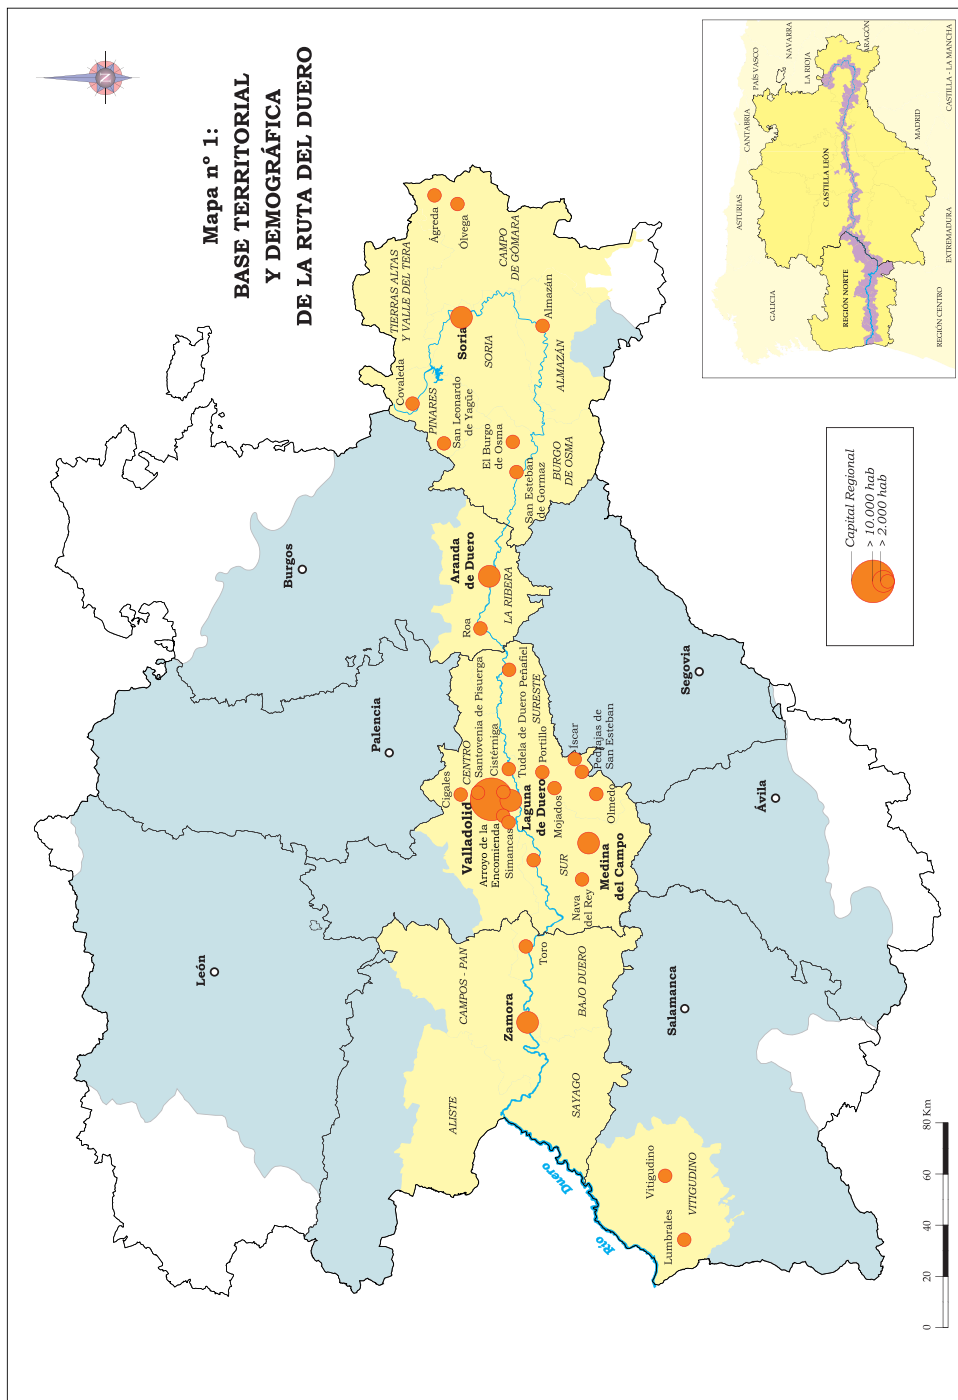 N
Mapa nº 1:
BASE TERRITORIAL
Y DEMOGRÁFICA
DE LA RUTA DEL DUERO
León
Burgos
Palencia
Segovia
Ávila
Salamanca
Zamora
Toro
CAMPOS - PAN
ALISTE
SAYAGO
BAJO DUERO
Río
Duero
Vitigudino
VITIGUDINO
Lumbrales
Cigales
CENTRO
Santovenia de Pisuerga
Cistérniga
Valladolid
Arroyo de la
Encomienda
Simancas
Laguna
de Duero
Tudela de Duero
Peñafiel
Portillo
SURESTE
Mojados
Íscar
Pedrajas de
San Esteban
Olmedo
SUR
Medina
del Campo
Nava
del Rey
Roa
LA RIBERA
Aranda
de Duero
Covaleda
PINARES
San Leonardo
de Yagüe
El Burgo
de Osma
San Esteban
de Gormaz
BURGO
DE OSMA
TIERRAS ALTAS
Y VALLE DEL TERA
Soria
SORIA
Almazán
ALMAZÁN
Ágreda
Ólvega
CAMPO
DE GÓMARA
Capital Regional
> 10.000 hab
> 2.000 hab
0
20
40
60
80 Km
GALICIA
ASTURIAS
CANTABRIA
PAÍS VASCO
NAVARRA
LA RIOJA
ARAGÓN
CASTILLA LEÓN
REGIÓN NORTE
REGIÓN CENTRO
EXTREMADURA
MADRID
CASTILLA - LA MANCHA